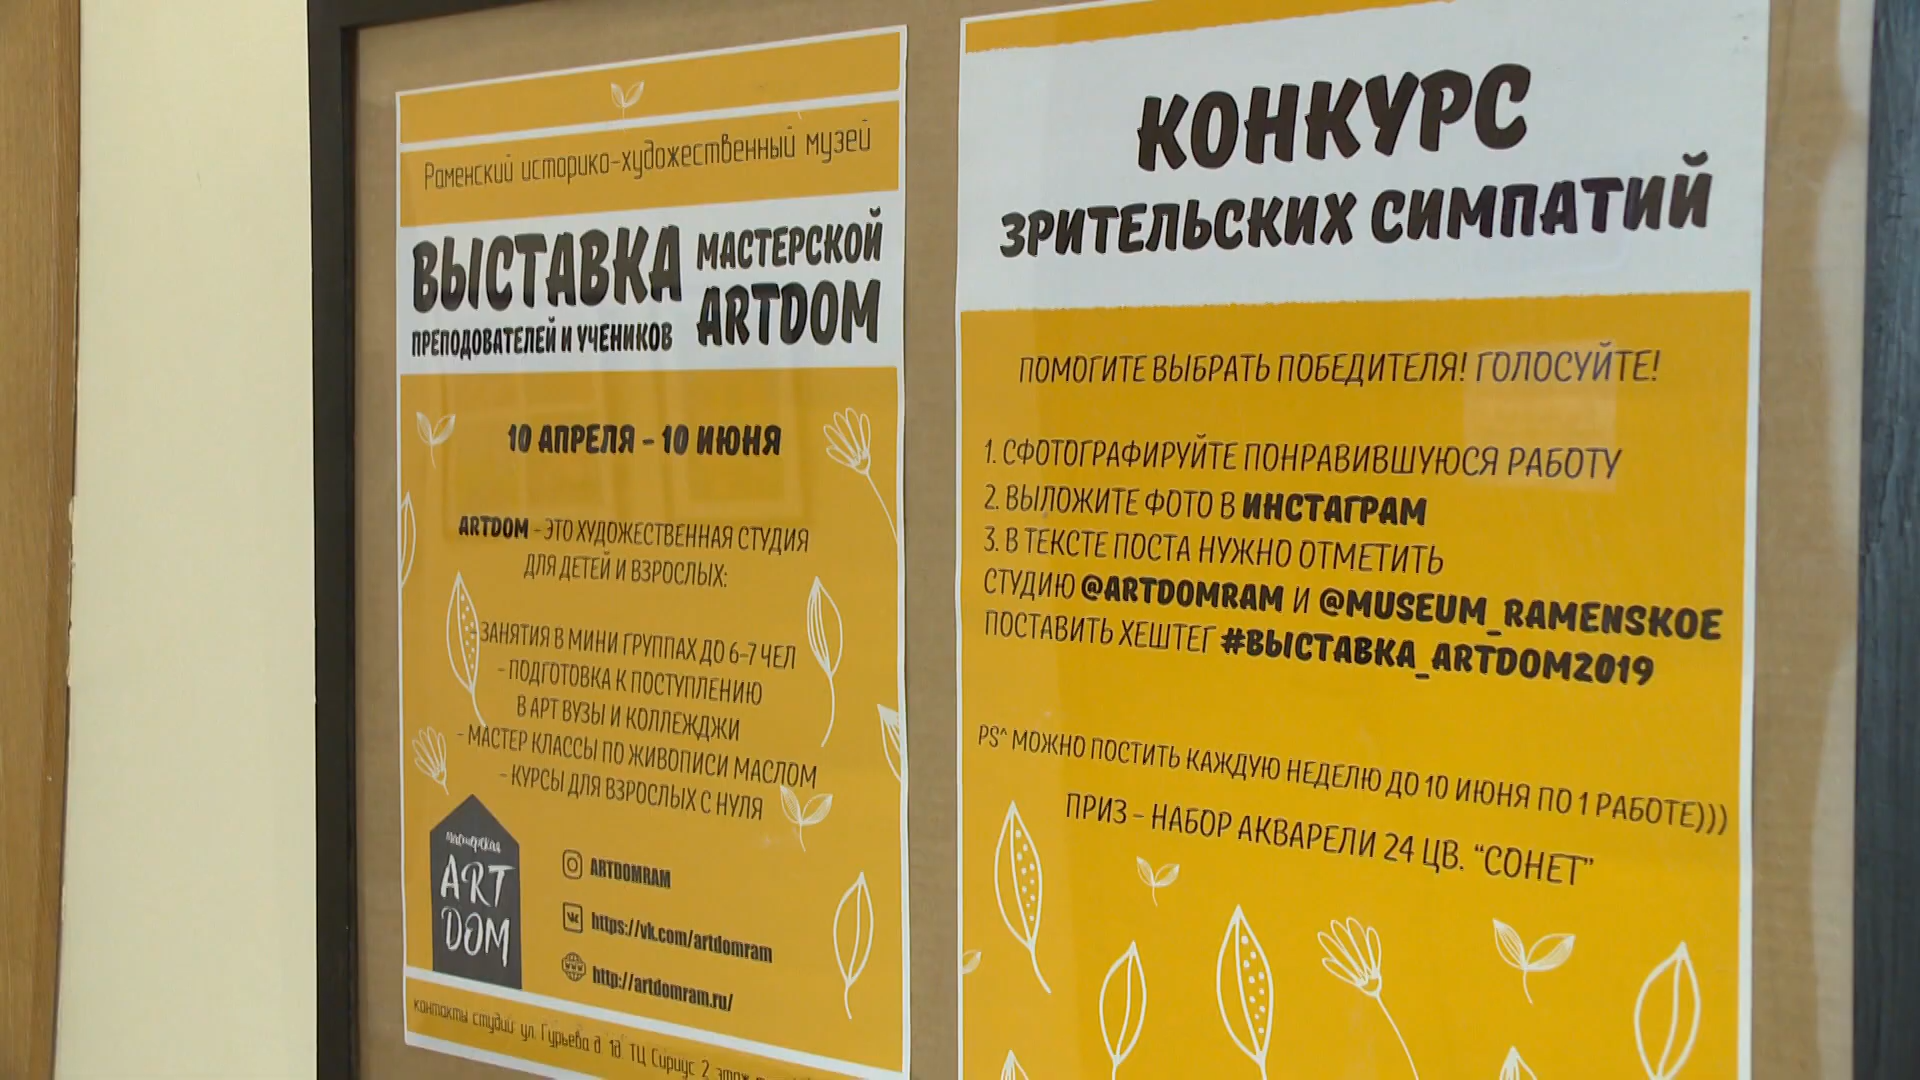 Раменский историко-художественный музей
ВЫСТАВКА МАСТЕРСКОЙ
ПРЕПОДОВАТЕЛЕЙ И УЧЕНИКОВ ARTDOM
10 АПРЕЛЯ - 10 ИЮНЯ
ARTDOM - ЭТО ХУДОЖЕСТВЕННАЯ СТУДИЯ
ДЛЯ ДЕТЕЙ И ВЗРОСЛЫХ:
- ЗАНЯТИЯ В МИНИ ГРУППАХ ДО 6-7 ЧЕЛ
- ПОДГОТОВКА К ПОСТУПЛЕНИЮ
В АРТ ВУЗЫ И КОЛЛЕЖДЖИ
- МАСТЕР КЛАССЫ ПО ЖИВОПИСИ МАСЛОМ
- КУРСЫ ДЛЯ ВЗРОСЛЫХ С НУЛЯ
мастерская
ART
DOM
ARTDOMRAM
https://vk.com/artdomram
http://artdomram.ru/
контакты студии: ул. Гурьева д. 1д. ТЦ Сириус 2 этаж
КОНКУРС
ЗРИТЕЛЬСКИХ СИМПАТИЙ
ПОМОГИТЕ ВЫБРАТЬ ПОБЕДИТЕЛЯ! ГОЛОСУЙТЕ!
1. СФОТОГРАФИРУЙТЕ ПОНРАВИВШУЮСЯ РАБОТУ
2. ВЫЛОЖИТЕ ФОТО В ИНСТАГРАМ
3. В ТЕКСТЕ ПОСТА НУЖНО ОТМЕТИТЬ
СТУДИЮ @ARTDOMRAM И @MUSEUM_RAMENSKOE
ПОСТАВИТЬ ХЕШТЕГ #ВЫСТАВКА_ARTDOM2019
PS^ МОЖНО ПОСТИТЬ КАЖДУЮ НЕДЕЛЮ ДО 10 ИЮНЯ ПО 1 РАБОТЕ)))
ПРИЗ - НАБОР АКВАРЕЛИ 24 ЦВ. "СОНЕТ"